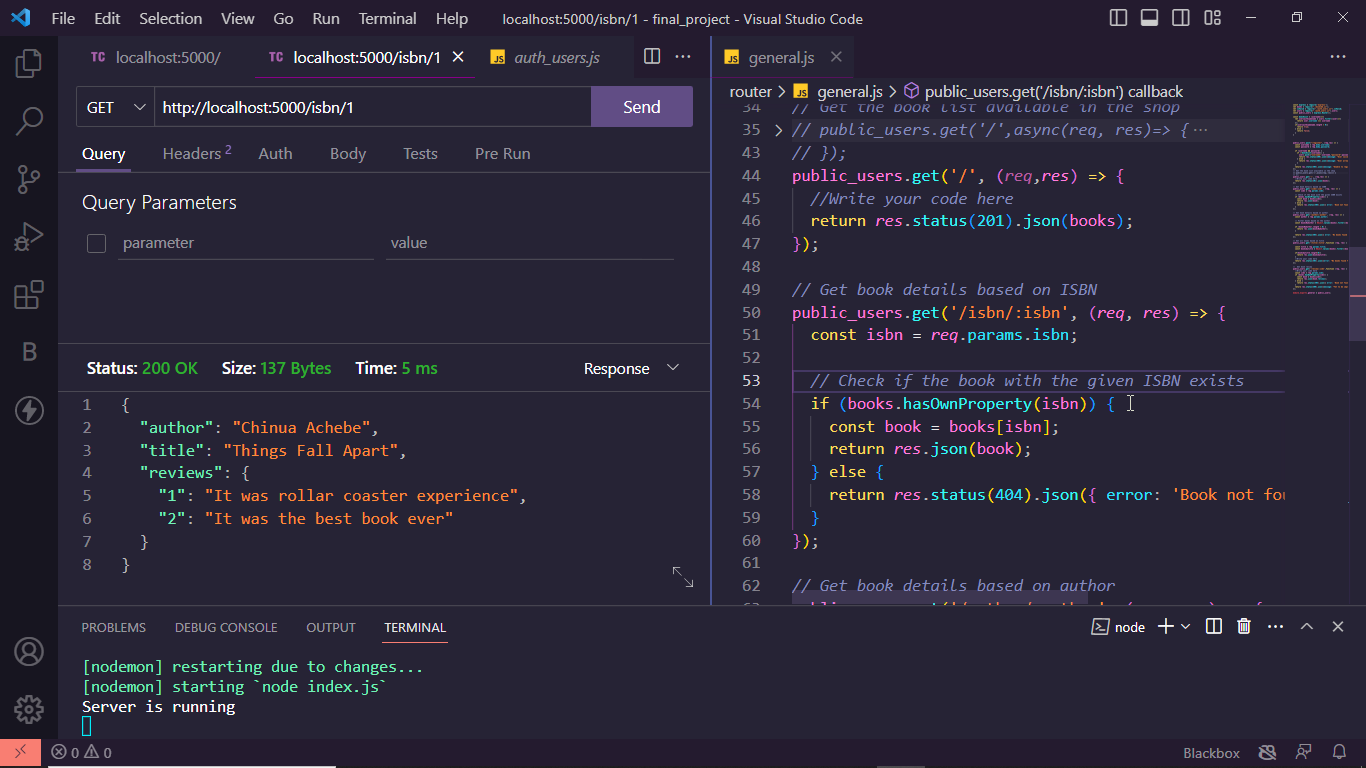 File Edit Selection View Go Run Terminal Help localhost:5000/isbn/1 - final_project - Visual Studio Code
TC localhost:5000/ TC localhost:5000/isbn/1 JS auth_users.js
GET http://localhost:5000/isbn/1 Send
Query Headers 2 Auth Body Tests Pre Run
Query Parameters
parameter value
Status: 200 OK Size: 137 Bytes Time: 5 ms Response
1 {
2 "author": "Chinua Achebe",
3 "title": "Things Fall Apart",
4 "reviews": {
5 "1": "It was rollar coaster experience",
6 "2": "It was the best book ever"
7 }
8 }
JS general.js
router > JS general.js > public_users.get('/isbn/:isbn') callback
34 // Get the book list available in the shop
35 // public_users.get('/',async(req, res)=> {···
43 // });
44 public_users.get('/', (req,res) => {
45 //Write your code here
46 return res.status(201).json(books);
47 });
48
49 // Get book details based on ISBN
50 public_users.get('/isbn/:isbn', (req, res) => {
51 const isbn = req.params.isbn;
52
53 // Check if the book with the given ISBN exists
54 if (books.hasOwnProperty(isbn)) {
55 const book = books[isbn];
56 return res.json(book);
57 } else {
58 return res.status(404).json({ error: 'Book not fou
59 }
60 });
61
62 // Get book details based on author
PROBLEMS DEBUG CONSOLE OUTPUT TERMINAL node
[nodemon] restarting due to changes...
[nodemon] starting `node index.js`
Server is running
0 0 Blackbox